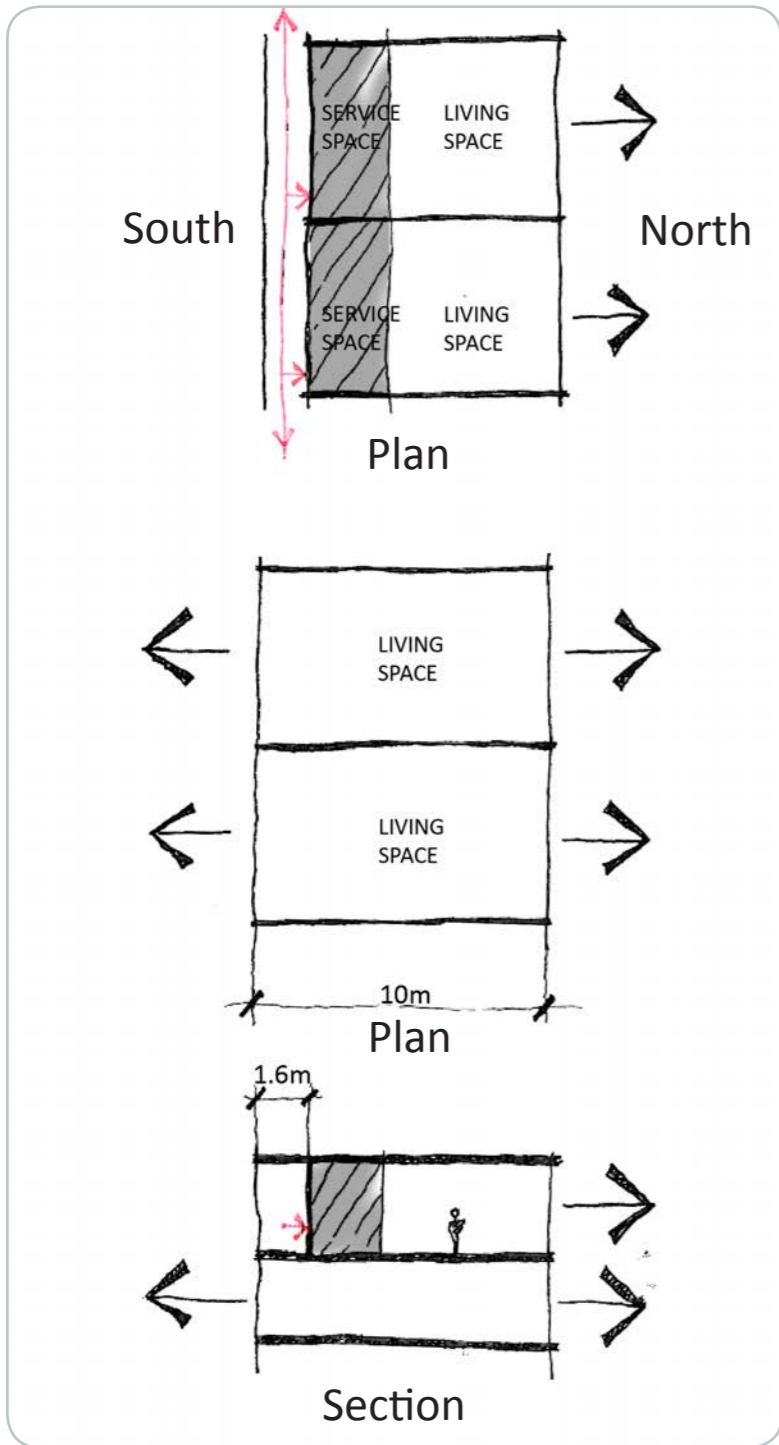 SERVICE
SPACE
LIVING
SPACE
South
North
SERVICE
SPACE
LIVING
SPACE
Plan
LIVING
SPACE
LIVING
SPACE
10m
Plan
1.6m
Section